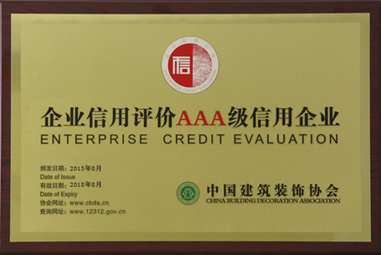 信
企业信用评价AAA级信用企业
ENTERPRISE CREDIT EVALUATION
颁发日期：2015年8月
Date of Issue
有效日期：2018年8月
Date of Expiry
协会网址：www.cbda.cn
查询网址：www.12312.gov.cn
中国建筑装饰协会
CHINA BUILDING DECORATION ASSOCIATION